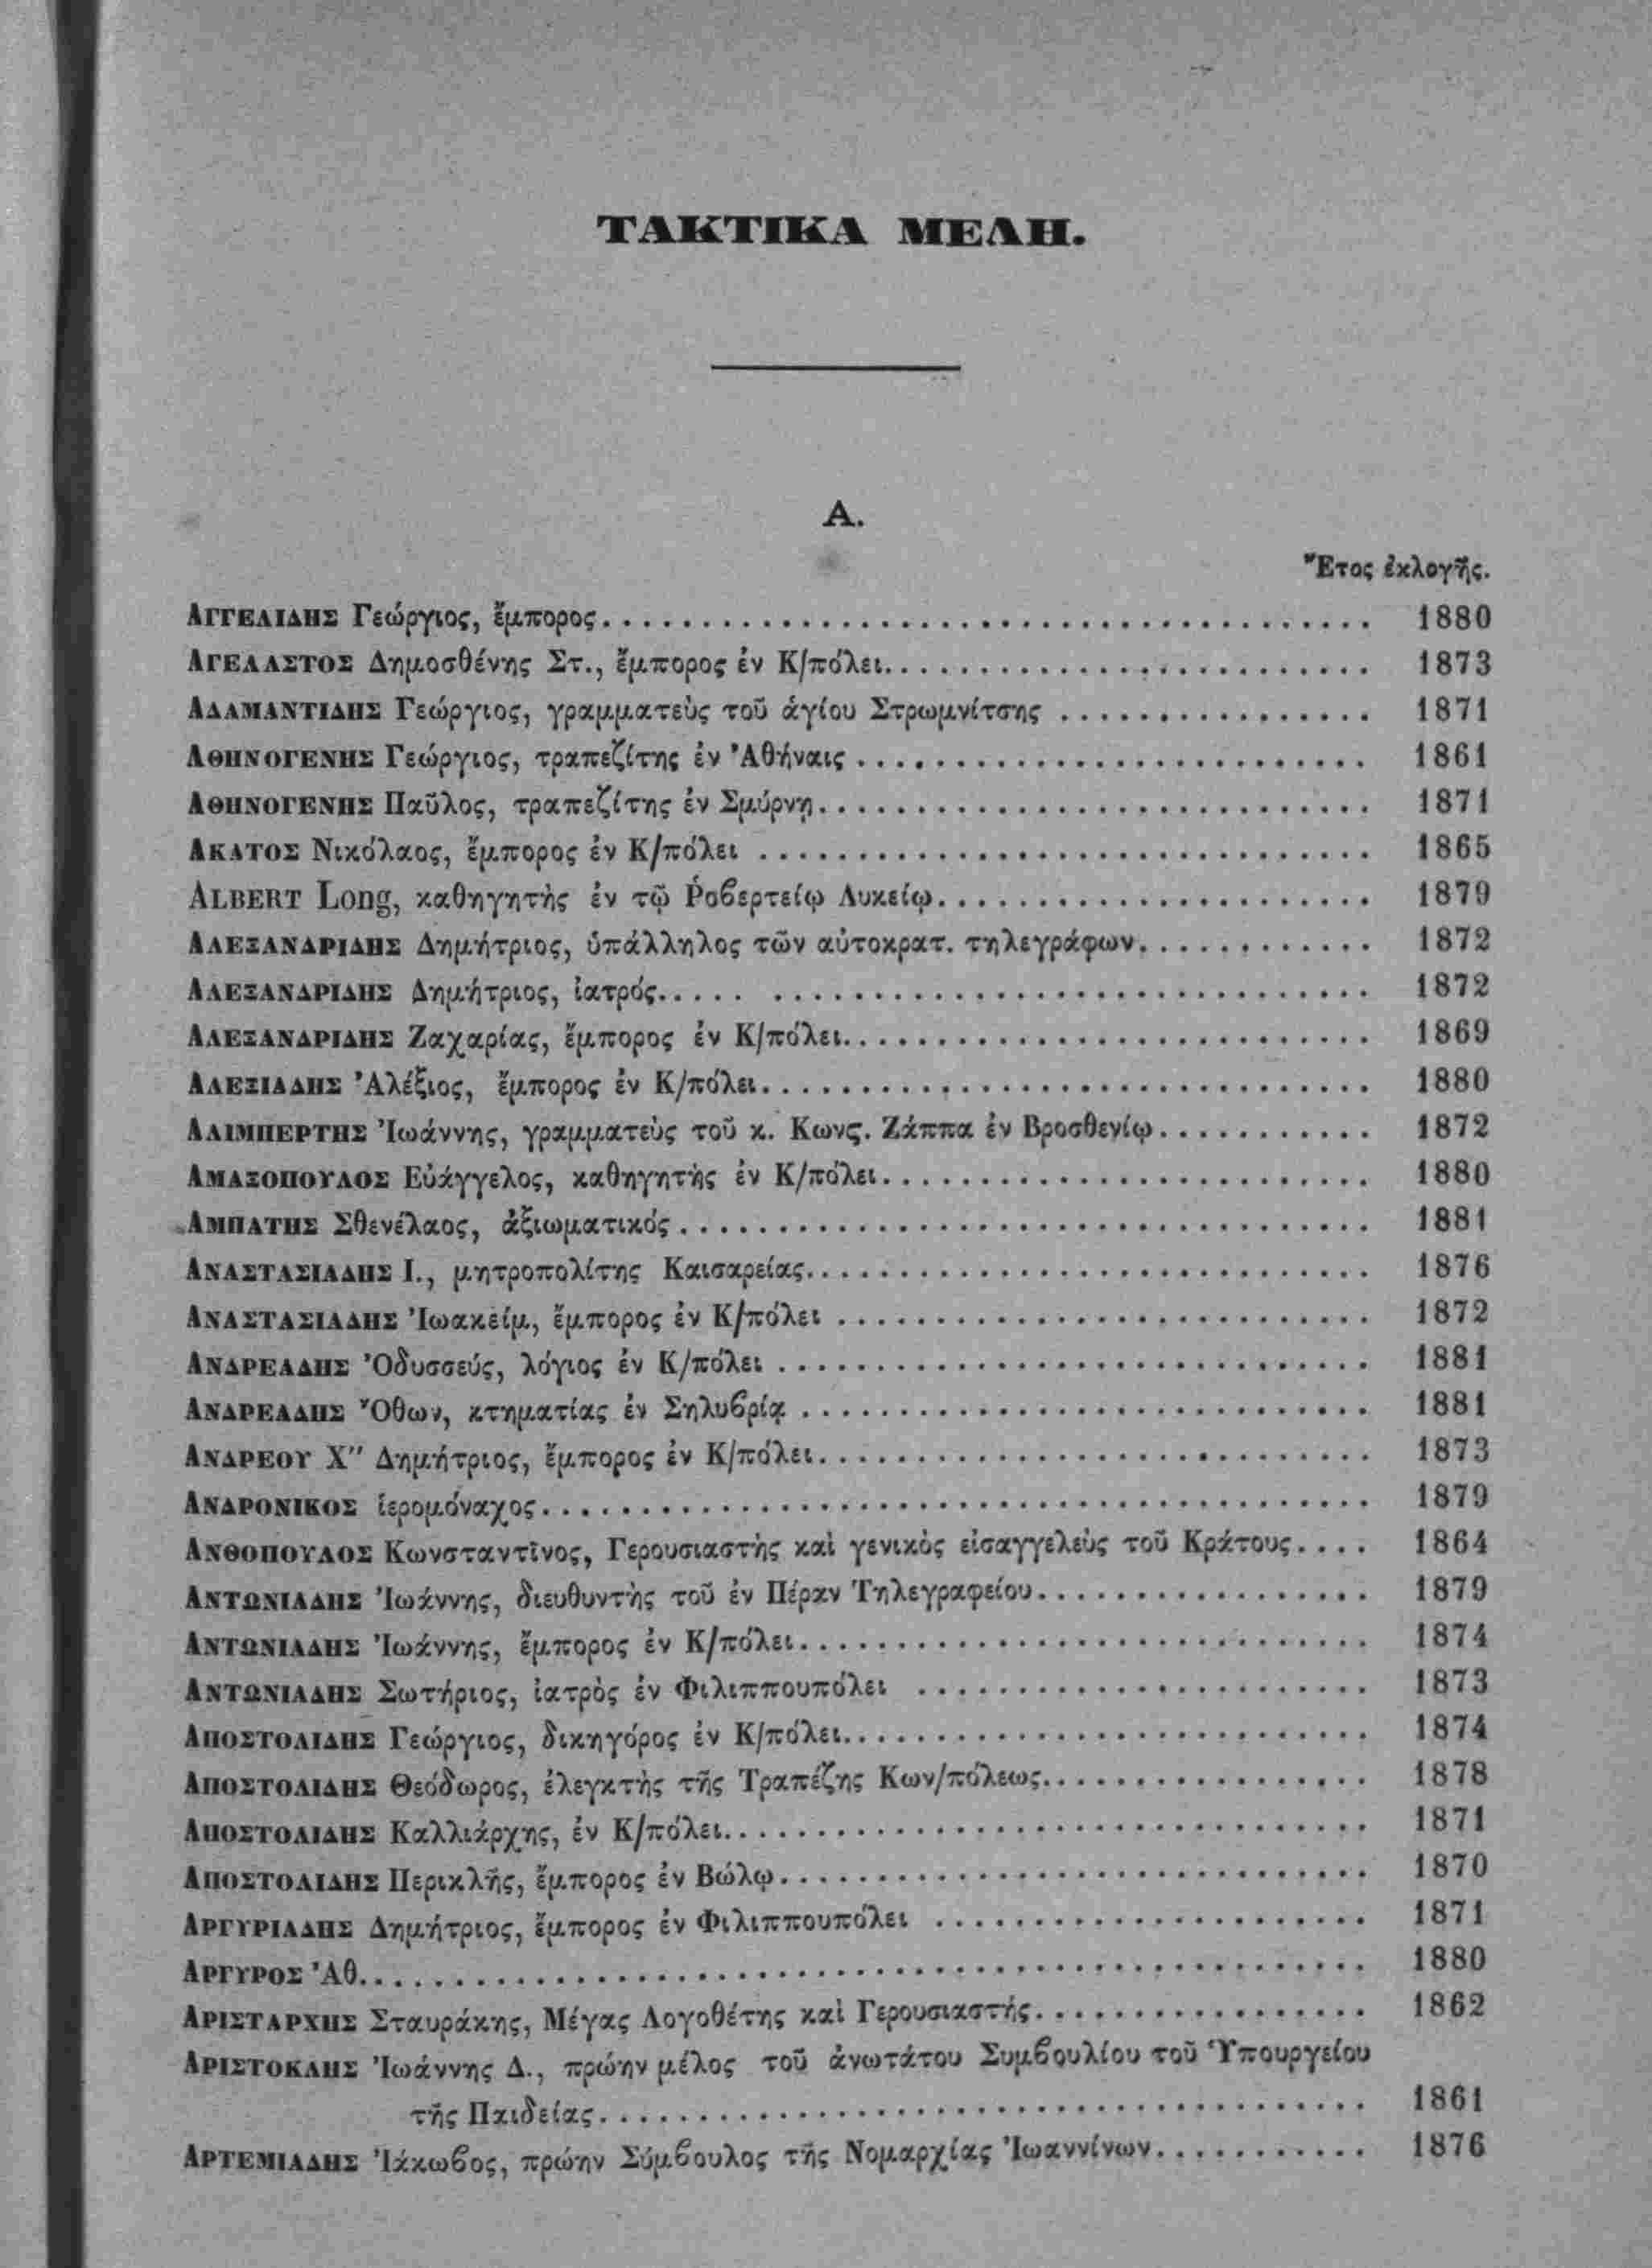 ΤΑΚΤΙΚΑ ΜΕΛΗ.
Α.
Ἔτος ἐκλογῆς.
ΑΓΓΕΛΙΔΗΣ Γεώργιος, ἔμπορος........................................ 1880
ΑΓΕΛΑΣΤΟΣ Δημοσθένης Στ., ἔμπορος ἐν Κ/πόλει......................... 1873
ΑΔΑΜΑΝΤΙΔΗΣ Γεώργιος, γραμματεὺς τοῦ ἁγίου Στρωμνίτσης ................ 1871
ΑΘΗΝΟΓΕΝΗΣ Γεώργιος, τραπεζίτης ἐν Ἀθήναις .......................... 1861
ΑΘΗΝΟΓΕΝΗΣ Παῦλος, τραπεζίτης ἐν Σμύρνῃ............................ 1871
ΑΚΑΤΟΣ Νικόλαος, ἔμπορος ἐν Κ/πόλει ............................... 1865
ALBERT Long, καθηγητὴς ἐν τῷ Ῥοβερτείῳ Λυκείῳ...................... 1879
ΑΛΕΞΑΝΔΡΙΔΗΣ Δημήτριος, ὑπάλληλος τῶν αὐτοκρατ. τηλεγράφων............ 1872
ΑΛΕΞΑΝΔΡΙΔΗΣ Δημήτριος, ἰατρός..... .............................. 1872
ΑΛΕΞΑΝΔΡΙΔΗΣ Ζαχαρίας, ἔμπορος ἐν Κ/πόλει........................... 1869
ΑΛΕΞΙΑΔΗΣ Ἀλέξιος, ἔμπορος ἐν Κ/πόλει............................... 1880
ΑΛΙΜΠΕΡΤΗΣ Ἰωάννης, γραμματεὺς τοῦ κ. Κωνς. Ζάππα ἐν Βροσθενίῳ........... 1872
ΑΜΑΞΟΠΟΥΛΟΣ Εὐάγγελος, καθηγητὴς ἐν Κ/πόλει......................... 1880
ΑΜΠΑΤΗΣ Σθενέλαος, ἀξιωματικός................................... 1881
ΑΝΑΣΤΑΣΙΑΔΗΣ Ι., μητροπολίτης Καισαρείας............................ 1876
ΑΝΑΣΤΑΣΙΑΔΗΣ Ἰωακείμ, ἔμπορος ἐν Κ/πόλει ........................... 1872
ΑΝΔΡΕΑΔΗΣ Ὀδυσσεύς, λόγιος ἐν Κ/πόλει .............................. 1881
ΑΝΔΡΕΑΔΗΣ Ὄθων, κτηματίας ἐν Σηλυβρίᾳ ............................. 1881
ΑΝΔΡΕΟΥ Χ'' Δημήτριος, ἔμπορος ἐν Κ/πόλει............................ 1873
ΑΝΔΡΟΝΙΚΟΣ ἱερομόναχος.......................................... 1879
ΑΝΘΟΠΟΥΛΟΣ Κωνσταντῖνος, Γερουσιαστὴς καὶ γενικὸς εἰσαγγελεὺς τοῦ Κράτους.... 1864
ΑΝΤΩΝΙΑΔΗΣ Ἰωάννης, διευθυντὴς τοῦ ἐν Πέραν Τηλεγραφείου................. 1879
ΑΝΤΩΝΙΑΔΗΣ Ἰωάννης, ἔμπορος ἐν Κ/πόλει............................. 1874
ΑΝΤΩΝΙΑΔΗΣ Σωτήριος, ἰατρὸς ἐν Φιλιππουπόλει ....................... 1873
ΑΠΟΣΤΟΛΙΔΗΣ Γεώργιος, δικηγόρος ἐν Κ/πόλει........................... 1874
ΑΠΟΣΤΟΛΙΔΗΣ Θεόδωρος, ἐλεγκτὴς τῆς Τραπέζης Κων/πόλεως................. 1878
ΑΠΟΣΤΟΛΙΔΗΣ Καλλιάρχης, ἐν Κ/πόλει................................. 1871
ΑΠΟΣΤΟΛΙΔΗΣ Περικλῆς, ἔμπορος ἐν Βώλῳ.............................. 1870
ΑΡΓΥΡΙΑΔΗΣ Δημήτριος, ἔμπορος ἐν Φιλιππουπόλει ...................... 1871
ΑΡΓΥΡΟΣ Ἀθ................................................... 1880
ΑΡΙΣΤΑΡΧΗΣ Σταυράκης, Μέγας Λογοθέτης καὶ Γερουσιαστής................. 1862
ΑΡΙΣΤΟΚΛΗΣ Ἰωάννης Δ., πρώην μέλος τοῦ ἀνωτάτου Συμβουλίου τοῦ Ὑπουργείου
τῆς Παιδείας....................................... 1861
ΑΡΤΕΜΙΑΔΗΣ Ἰάκωβος, πρώην Σύμβουλος τῆς Νομαρχίας Ἰωαννίνων........... 1876